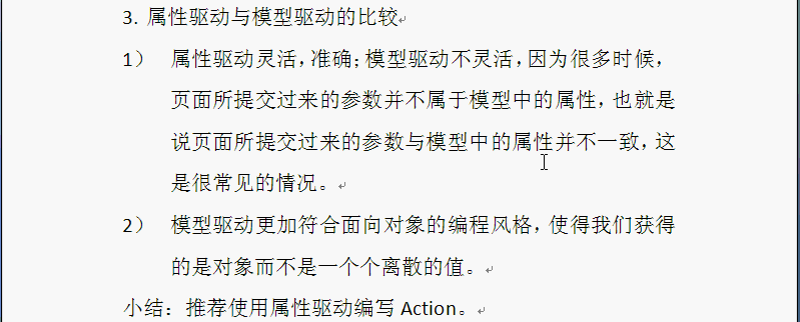 3. 属性驱动与模型驱动的比较
1） 属性驱动灵活，准确；模型驱动不灵活，因为很多时候，
页面所提交过来的参数并不属于模型中的属性，也就是
说页面所提交过来的参数与模型中的属性并不一致，这
是很常见的情况。
2） 模型驱动更加符合面向对象的编程风格，使得我们获得
的是对象而不是一个个离散的值。
小结：推荐使用属性驱动编写 Action。